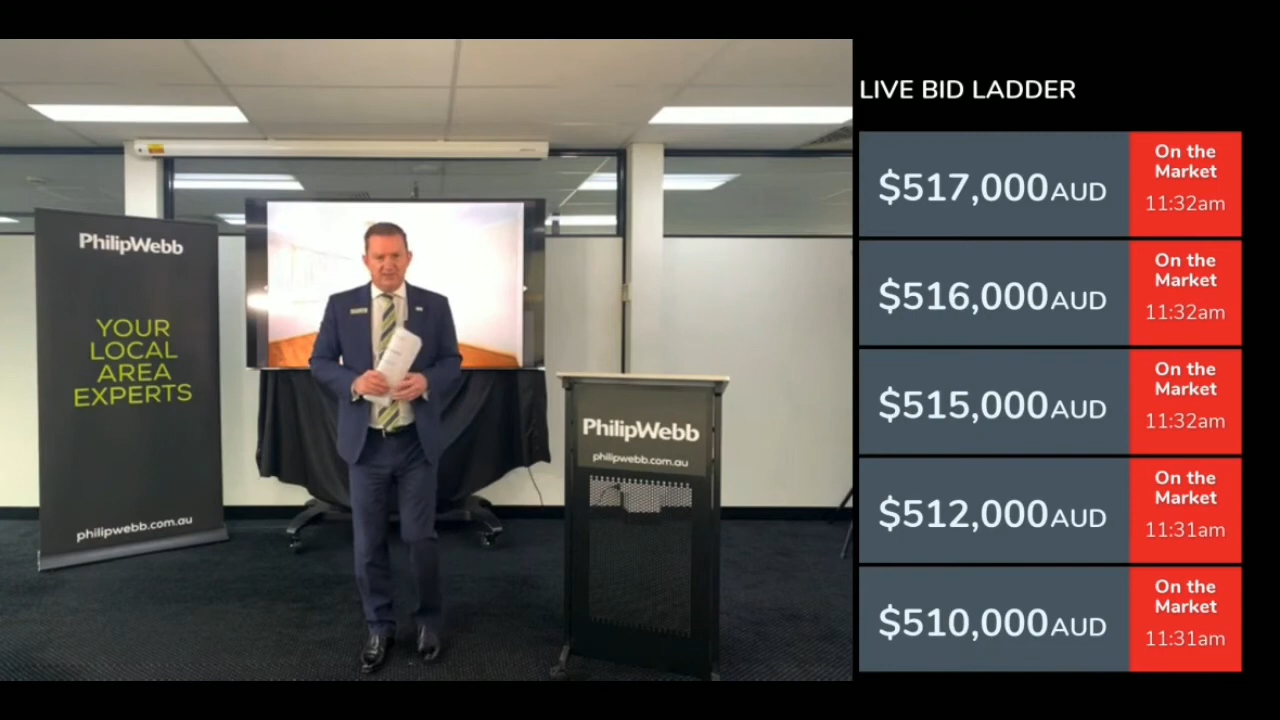 PhilipWebb
YOUR
LOCAL
AREA
EXPERTS
philipwebb.com.au
PhilipWebb
philipwebb.com.au
LIVE BID LADDER
$517,000AUD
On the
Market
11:32am
$516,000AUD
On the
Market
11:32am
$515,000AUD
On the
Market
11:32am
$512,000AUD
On the
Market
11:31am
$510,000AUD
On the
Market
11:31am